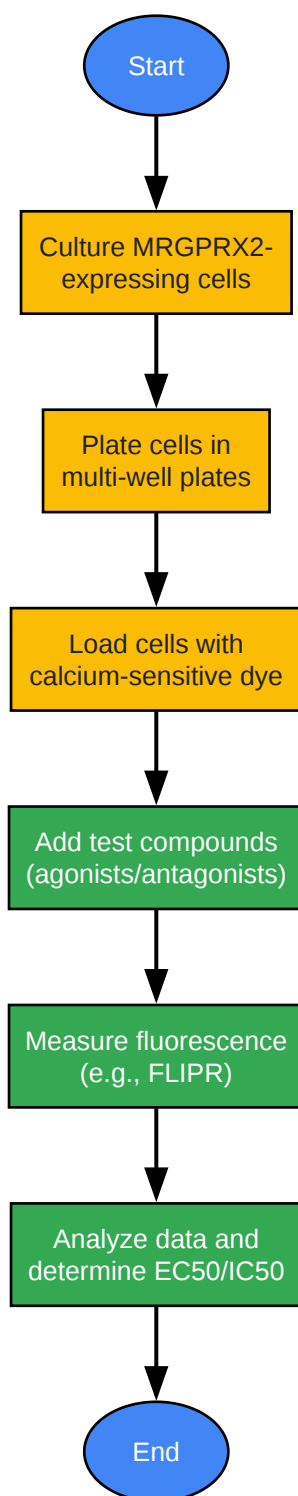 Start
Culture MRGPRX2-
expressing cells
Plate cells in
multi-well plates
Load cells with
calcium-sensitive dye
Add test compounds
(agonists/antagonists)
Measure fluorescence
(e.g., FLIPR)
Analyze data and
determine EC50/IC50
End